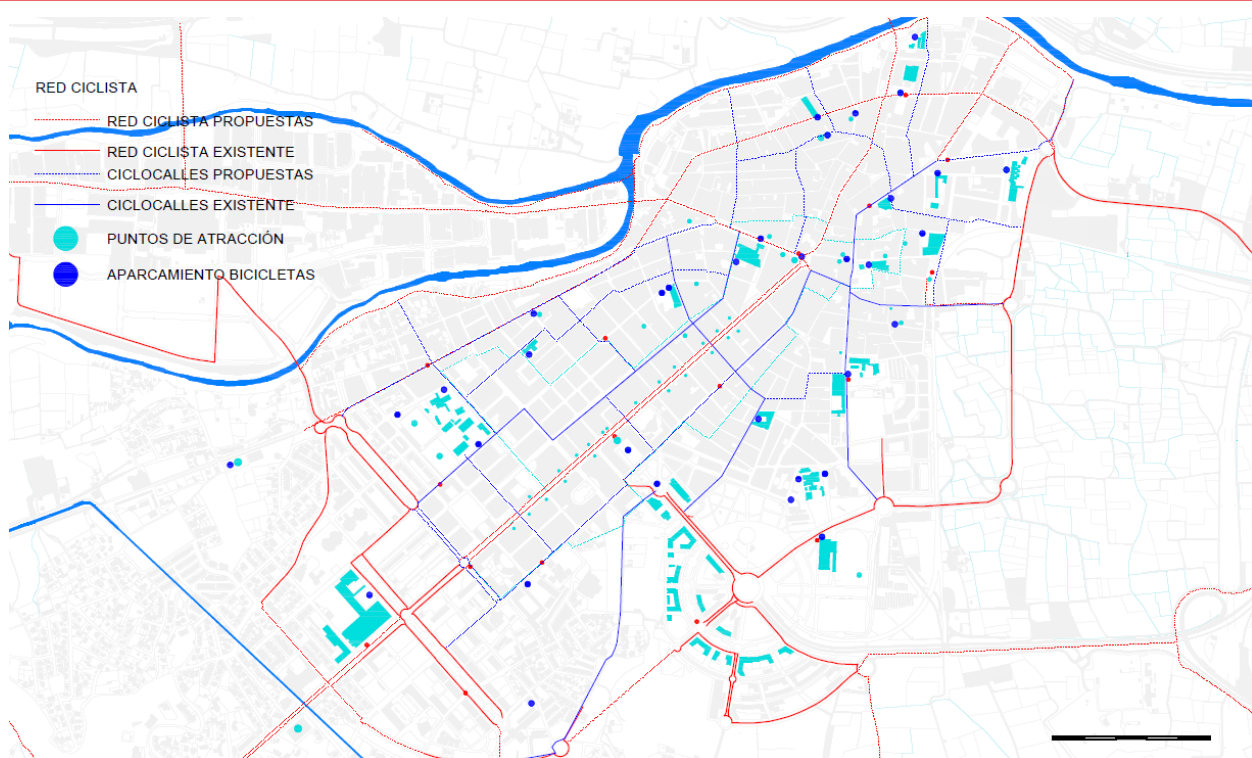 RED CICLISTA
RED CICLISTA PROPUESTAS
RED CICLISTA EXISTENTE
CICLOCALLES PROPUESTAS
CICLOCALLES EXISTENTE
PUNTOS DE ATRACCIÓN
APARCAMIENTO BICICLETAS